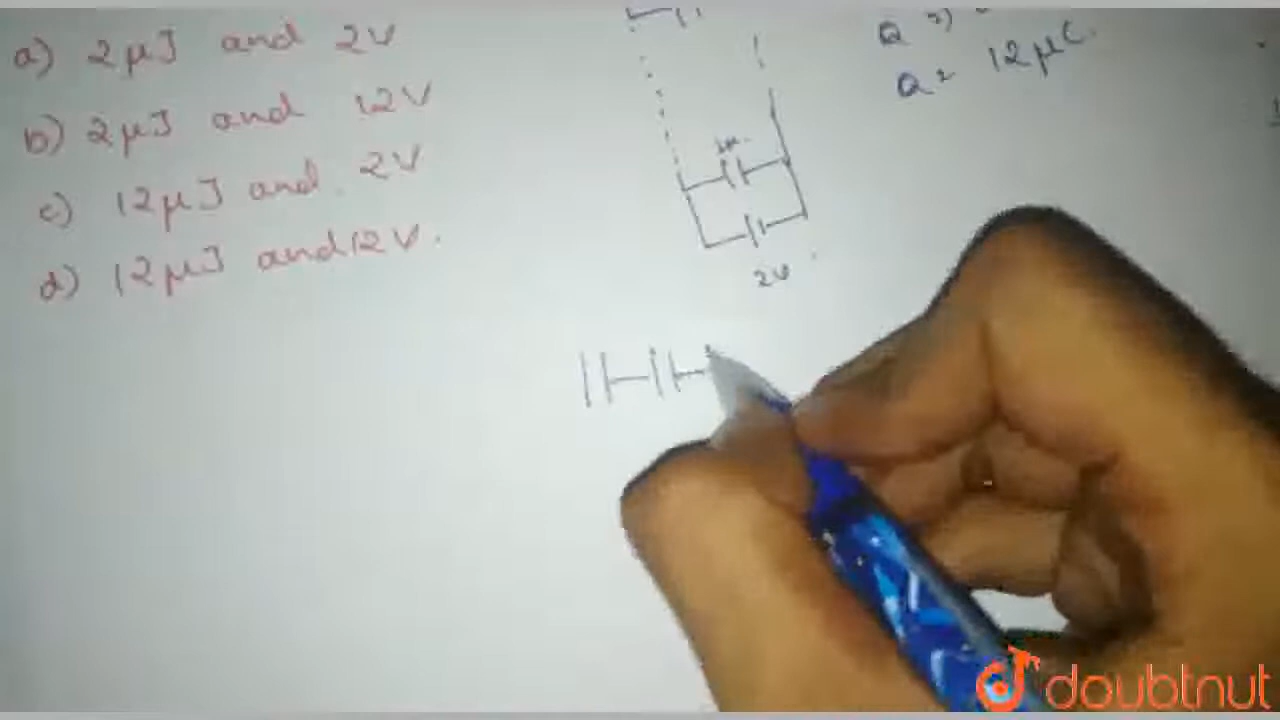 a) 2μJ and 2V
b) 2μJ and 12V
c) 12μJ and 2V
d) 12μJ and 12V.
Q =
Q = 12μC.
2V
doubtnut